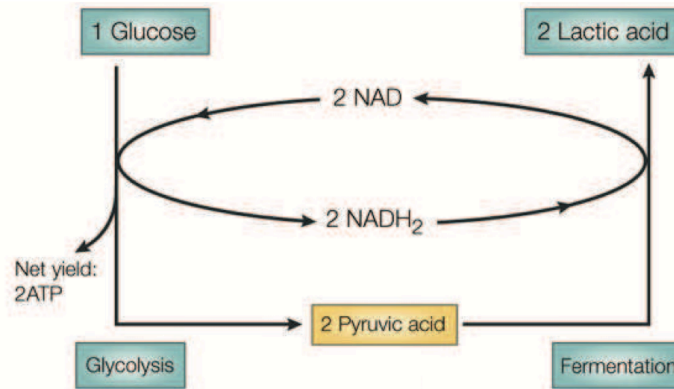 1 Glucose
2 Lactic acid
2 NAD
2 NADH₂
Net yield:
2ATP
2 Pyruvic acid
Glycolysis
Fermentation